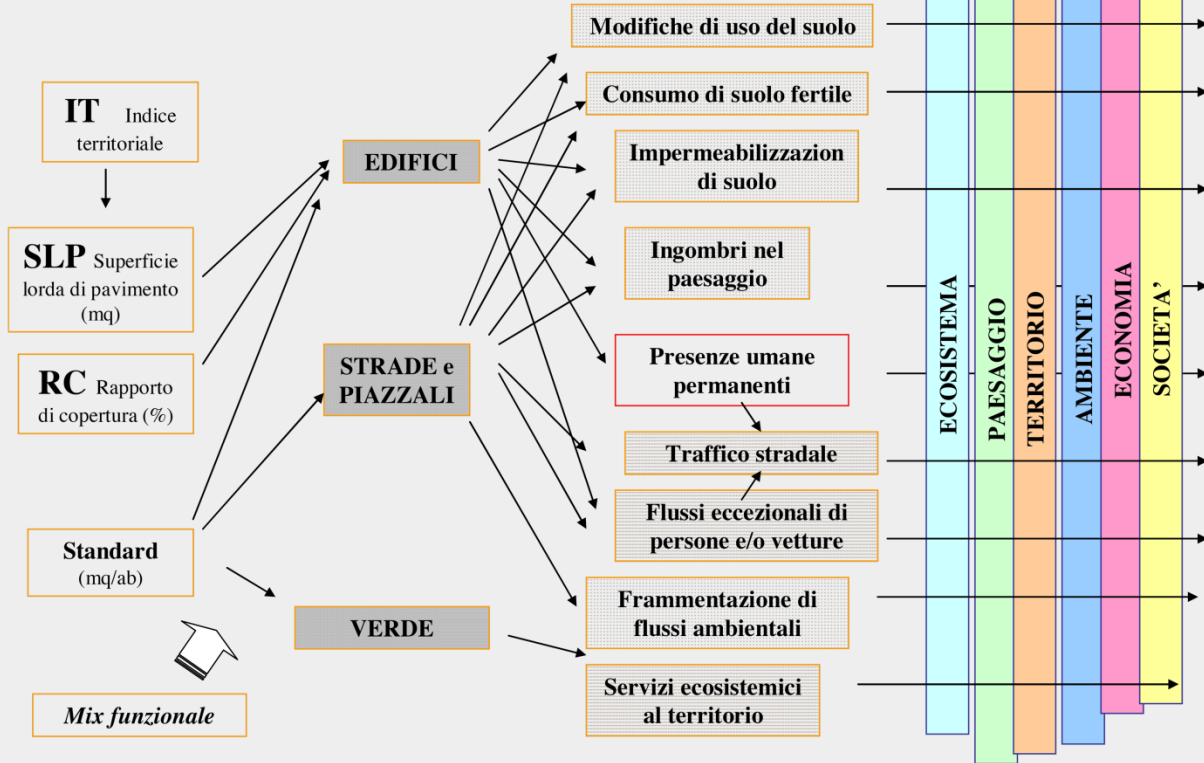 IT Indice
territoriale
SLP Superficie
lorda di pavimento
(mq)
RC Rapporto
di copertura (%)
Standard
(mq/ab)
Mix funzionale
EDIFICI
STRADE e
PIAZZALI
VERDE
Modifiche di uso del suolo
Consumo di suolo fertile
Impermeabilizzazion
di suolo
Ingombri nel
paesaggio
Presenze umane
permanenti
Traffico stradale
Flussi eccezionali di
persone e/o vetture
Frammentazione di
flussi ambientali
Servizi ecosistemici
al territorio
ECOSISTEMA
PAESAGGIO
TERRITORIO
AMBIENTE
ECONOMIA
SOCIETA’